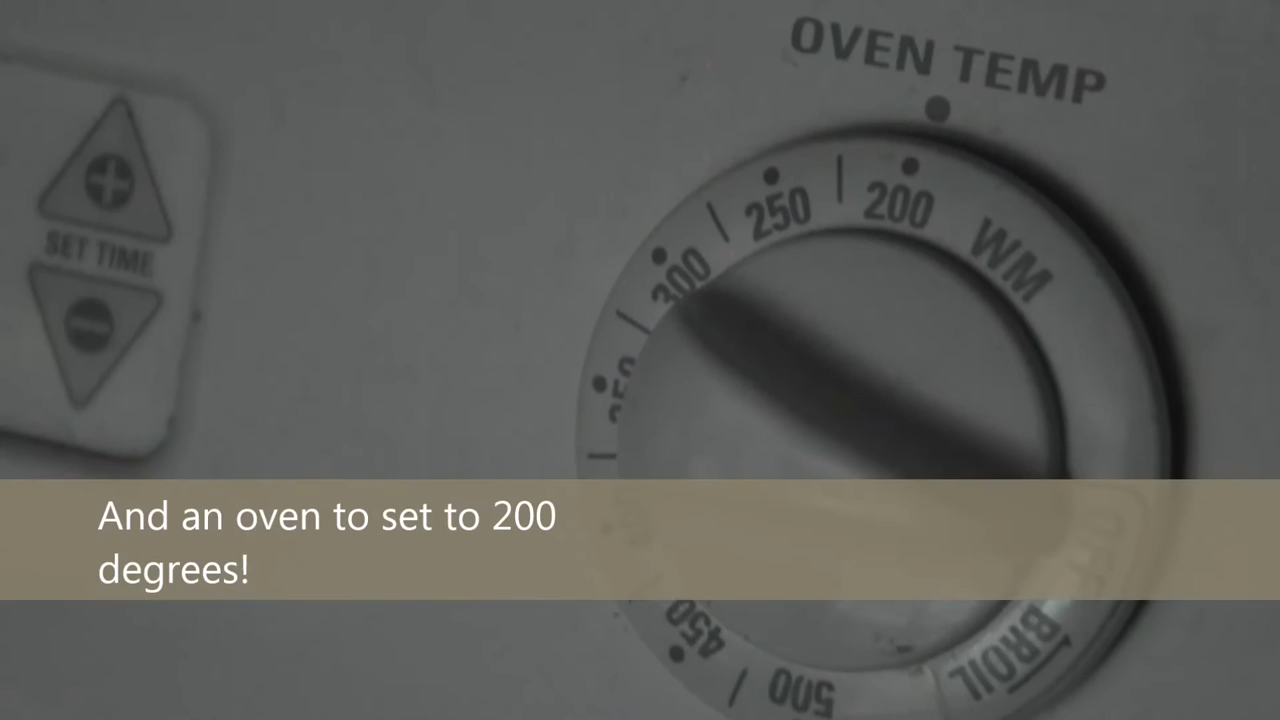 OVEN TEMP
200
250
WM
300
SET TIME
And an oven to set to 200
degrees!
450
BROIL
500